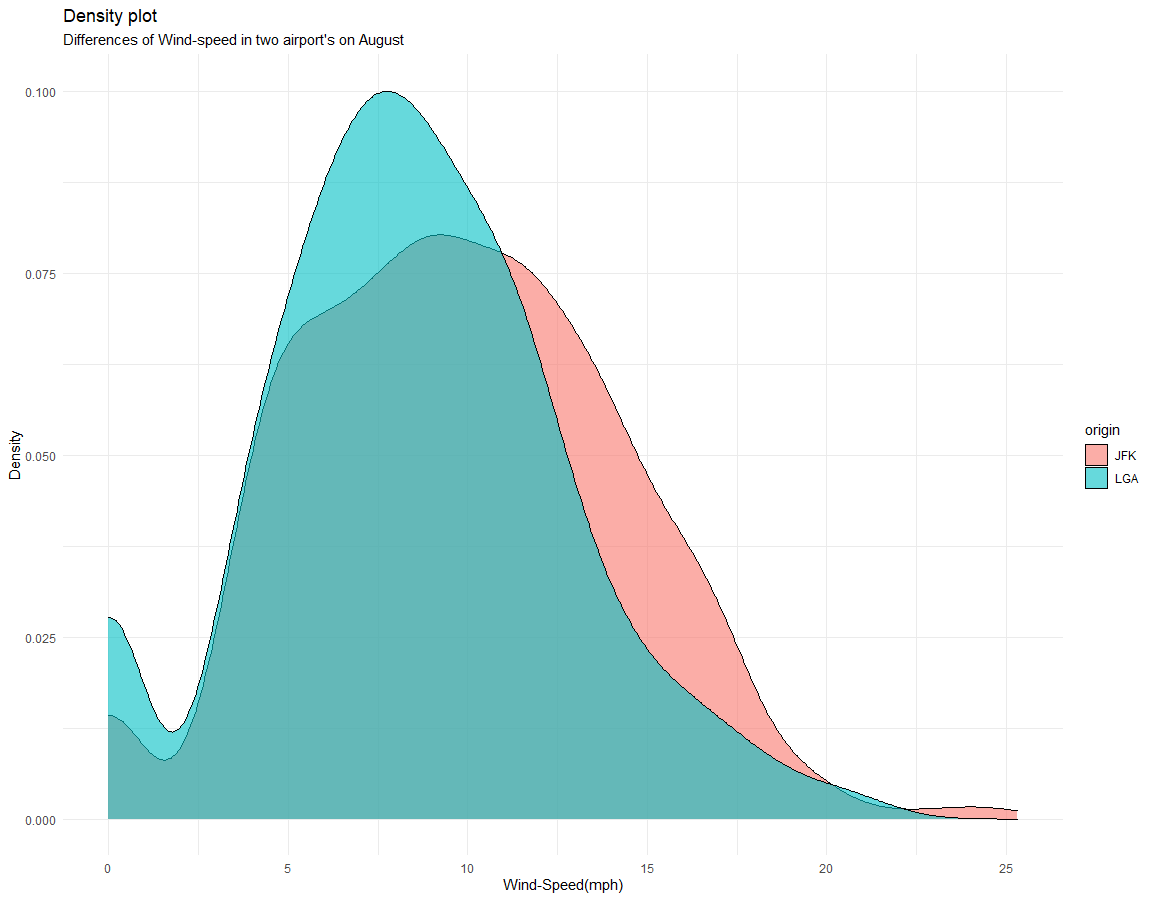 Density plot
Differences of Wind-speed in two airport's on August
0.100
0.075
0.050
0.025
0.000
Density
0 5 10 15 20 25
Wind-Speed(mph)
origin
JFK
LGA